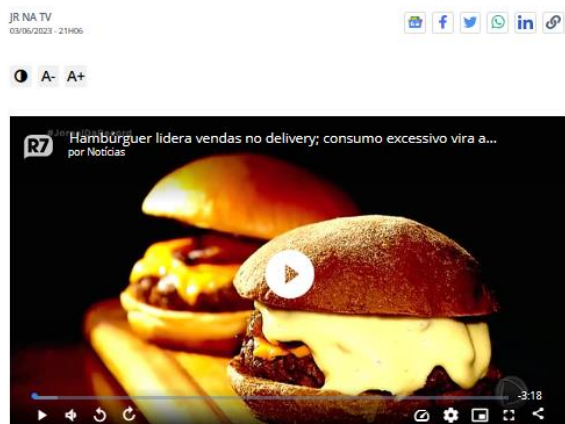 JR NA TV
03/06/2023 - 21H06
A- A+
#JornalDaRecord
R7
Hambúrguer lidera vendas no delivery; consumo excessivo vira a...
por Notícias
-3:18